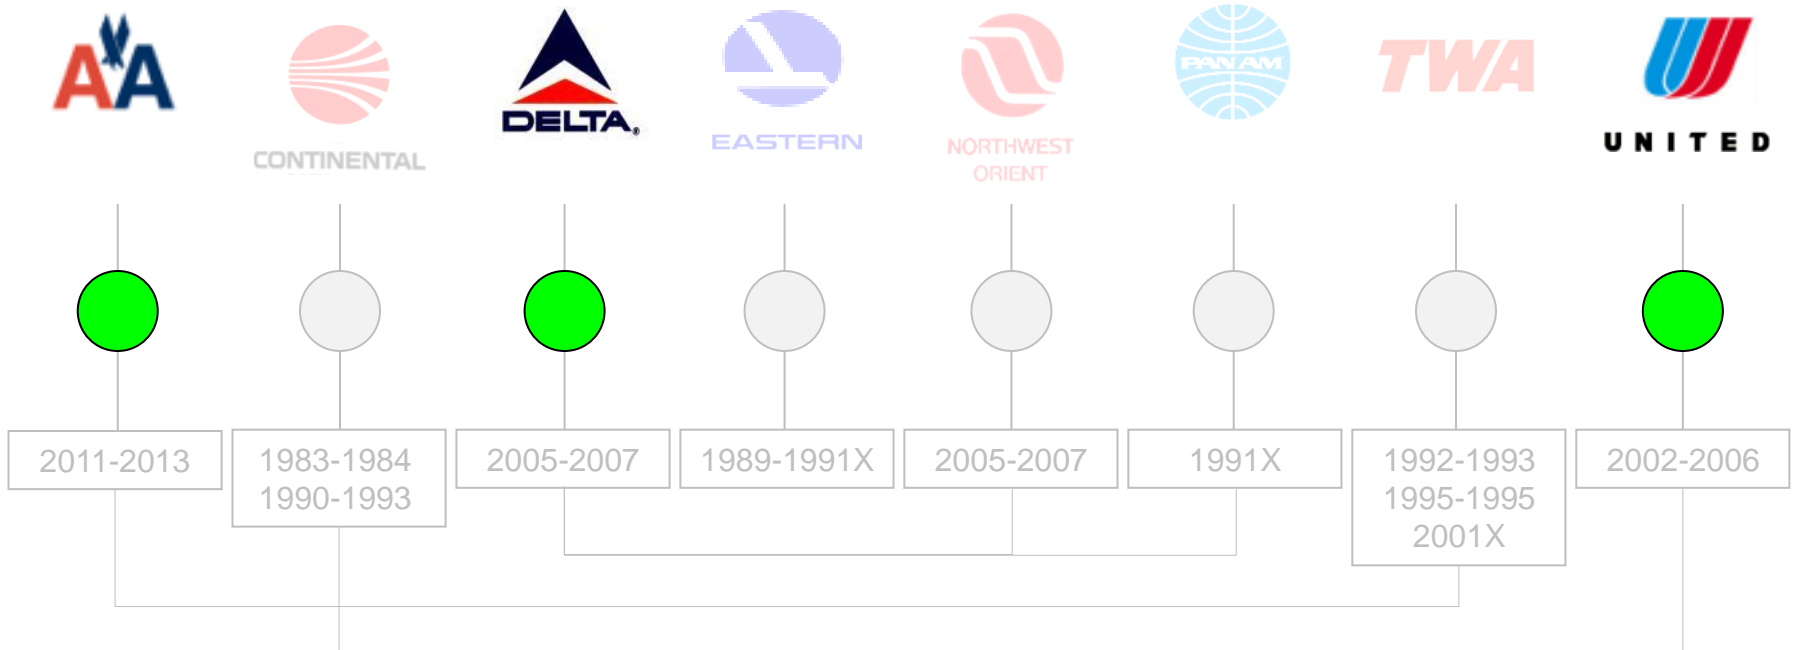 AA
CONTINENTAL
DELTA®
EASTERN
NORTHWEST
ORIENT
PAN AM
TWA
UNITED
2011-2013
1983-1984
1990-1993
2005-2007
1989-1991X
2005-2007
1991X
1992-1993
1995-1995
2001X
2002-2006